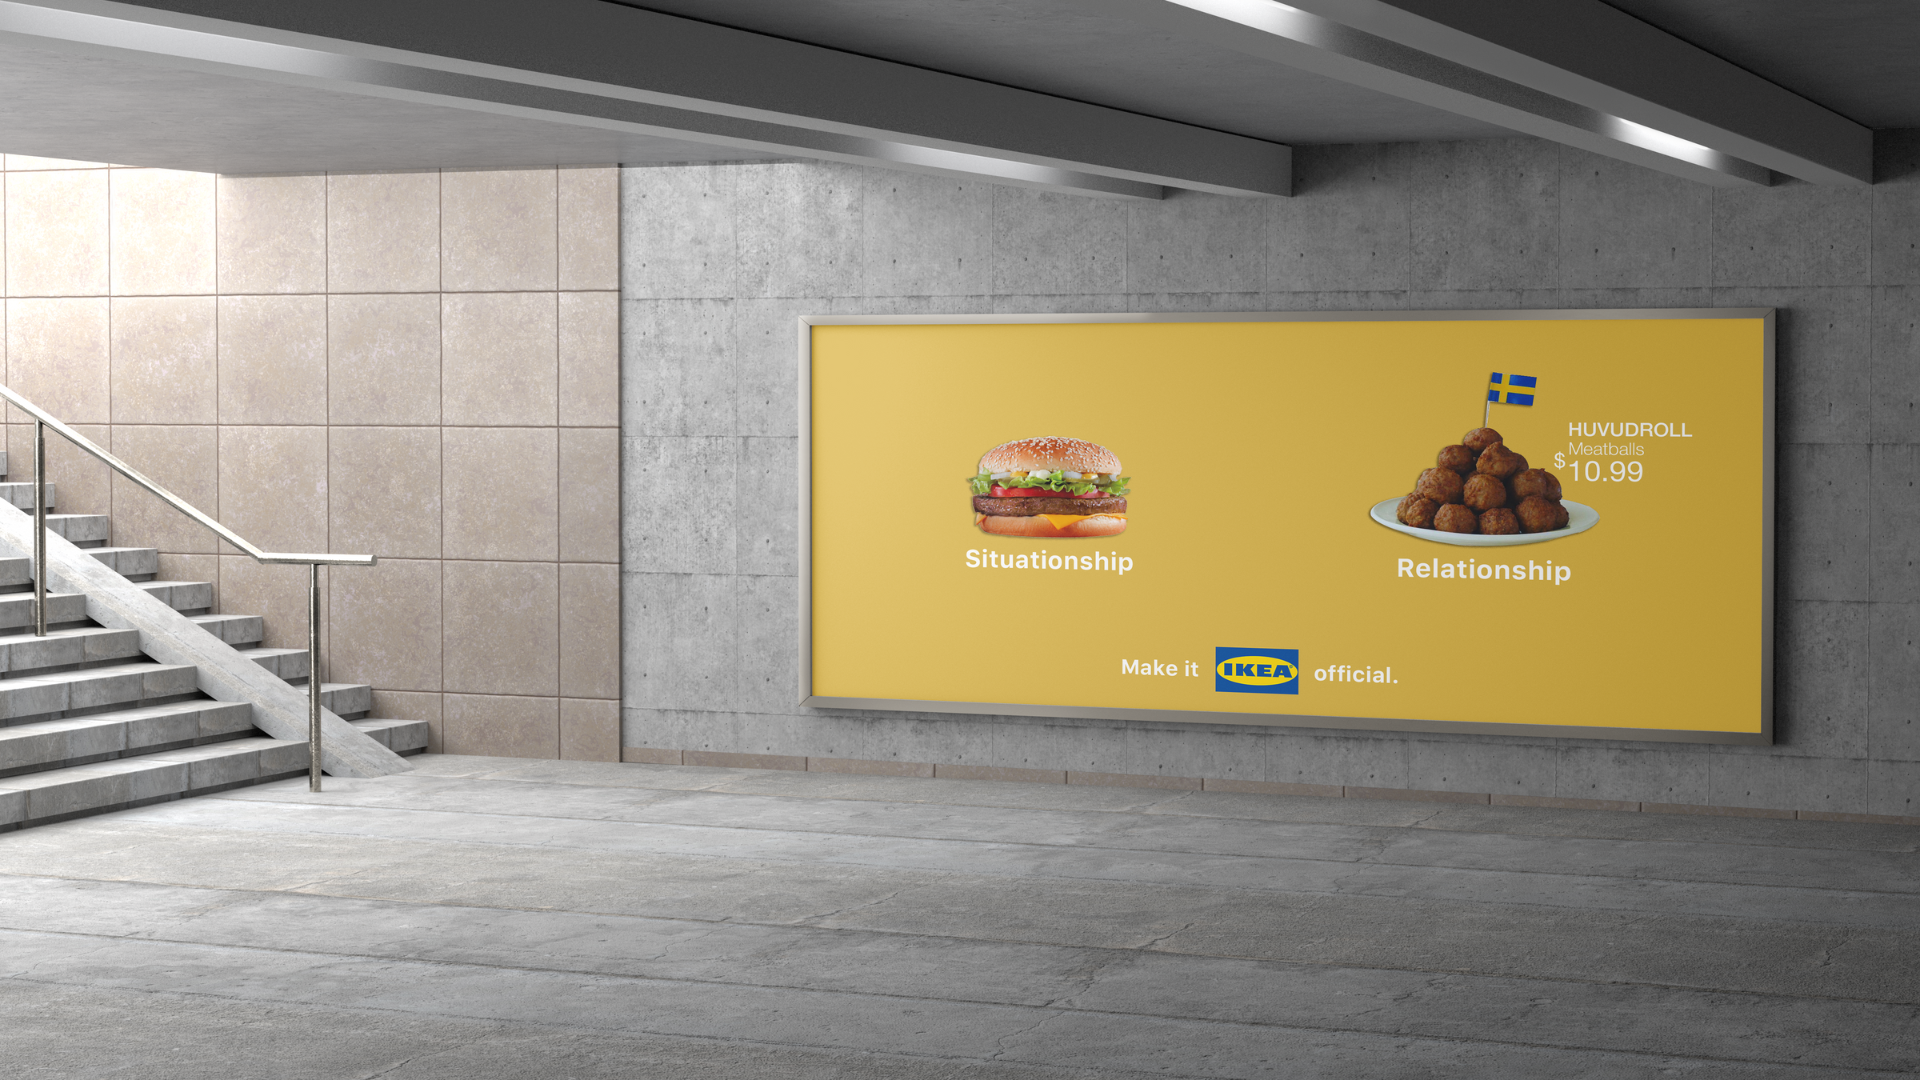 Situationship
HUVUDROLL
Meatballs
$10.99
Relationship
Make it IKEA official.